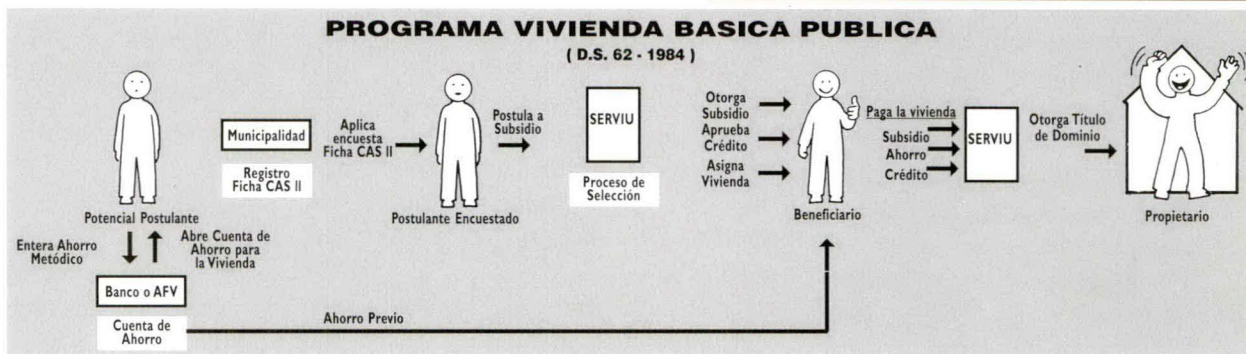 PROGRAMA VIVIENDA BASICA PUBLICA
( D.S. 62 - 1984 )
Potencial Postulante
Entera Ahorro
Metódico
Abre Cuenta de
Ahorro para
la Vivienda
Banco o AFV
Cuenta de
Ahorro
Ahorro Previo
Municipalidad
Registro
Ficha CAS II
Aplica
encuesta
Ficha CAS II
Postulante Encuestado
Postula a
Subsidio
SERVIU
Proceso de
Selección
Otorga
Subsidio
Aprueba
Crédito
Asigna
Vivienda
Beneficiario
Paga la vivienda
Subsidio
Ahorro
Crédito
SERVIU
Otorga Título
de Dominio
Propietario